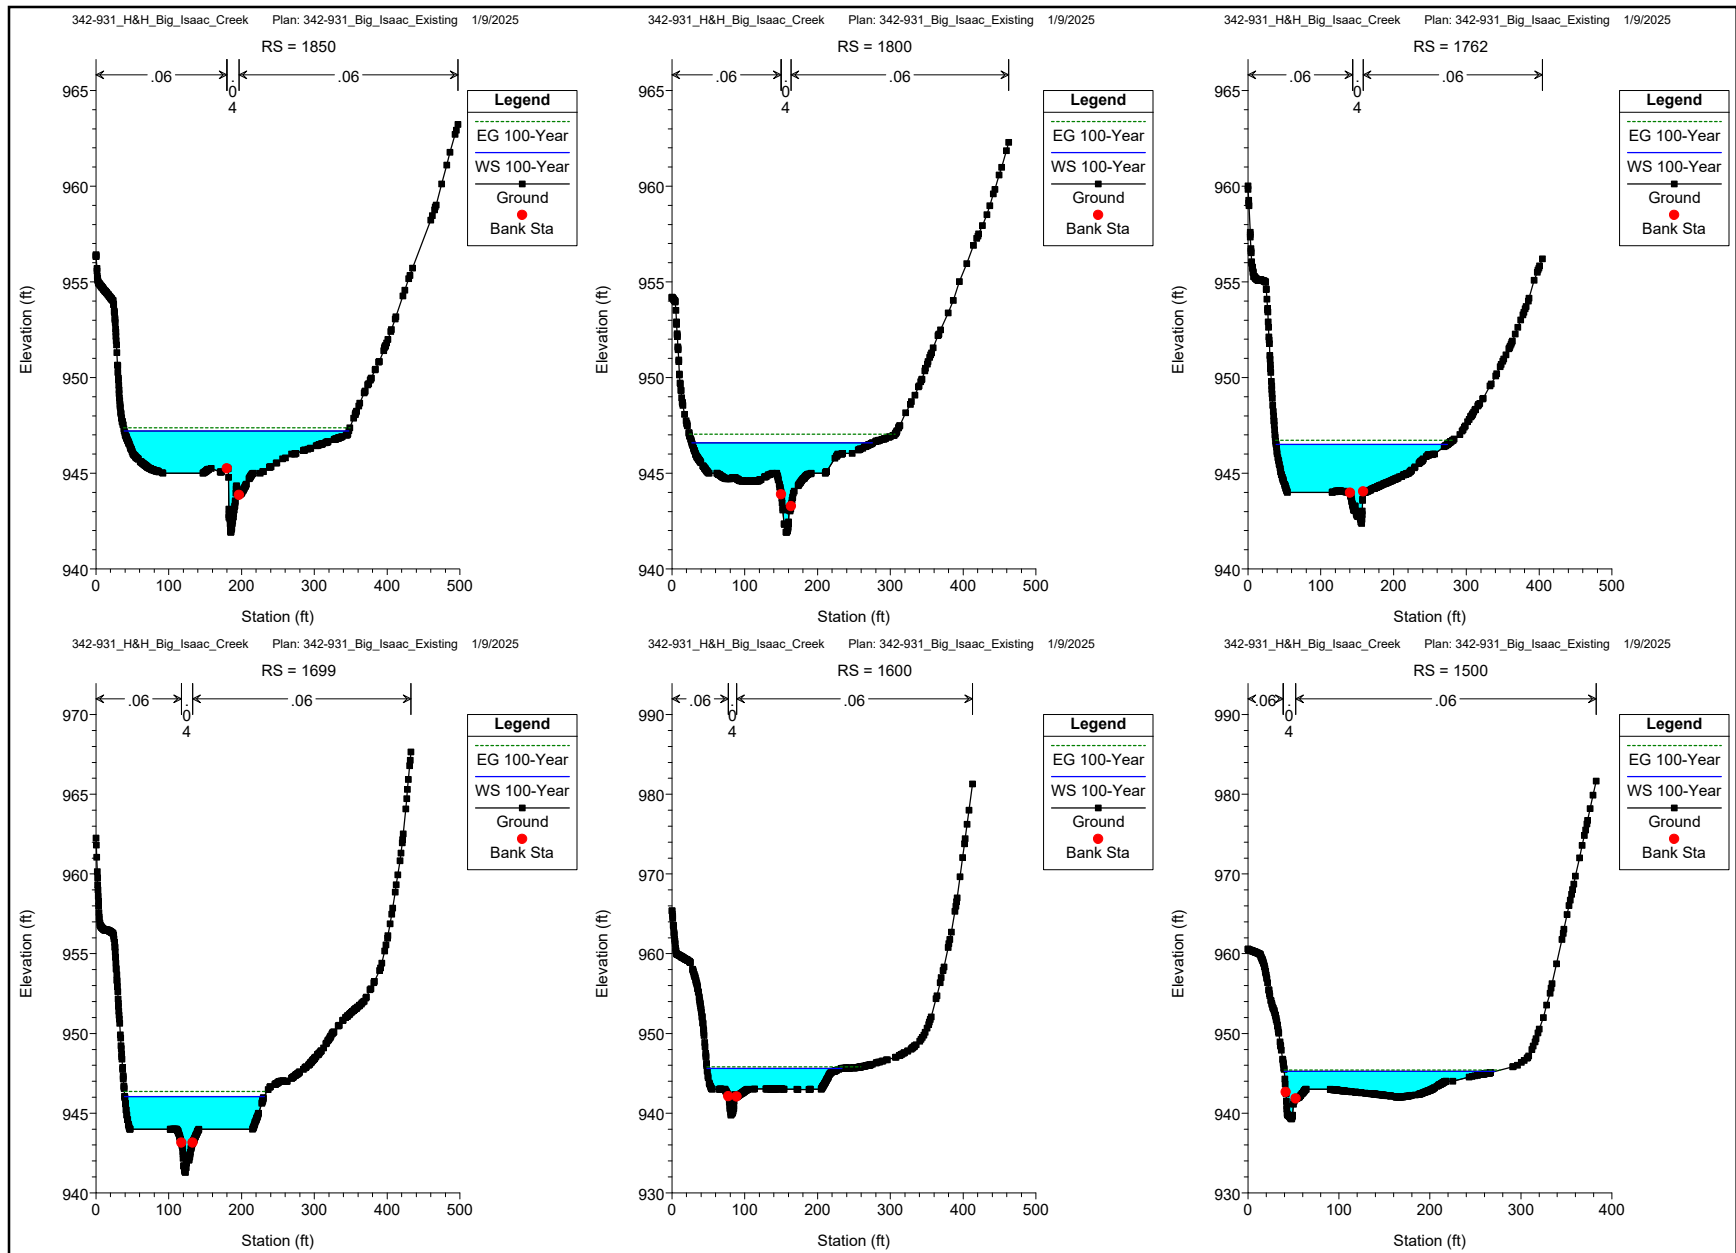 342-931_H&H_Big_Isaac_Creek Plan: 342-931_Big_Isaac_Existing 1/9/2025
RS = 1850
.06 .04 .06
965
960
955
950
945
940
0 100 200 300 400 500
Elevation (ft)
Station (ft)
Legend
EG 100-Year
WS 100-Year
Ground
Bank Sta
342-931_H&H_Big_Isaac_Creek Plan: 342-931_Big_Isaac_Existing 1/9/2025
RS = 1800
.06 .04 .06
965
960
955
950
945
940
0 100 200 300 400 500
Elevation (ft)
Station (ft)
Legend
EG 100-Year
WS 100-Year
Ground
Bank Sta
342-931_H&H_Big_Isaac_Creek Plan: 342-931_Big_Isaac_Existing 1/9/2025
RS = 1762
.06 .04 .06
965
960
955
950
945
940
0 100 200 300 400 500
Elevation (ft)
Station (ft)
Legend
EG 100-Year
WS 100-Year
Ground
Bank Sta
342-931_H&H_Big_Isaac_Creek Plan: 342-931_Big_Isaac_Existing 1/9/2025
RS = 1699
.06 .04 .06
970
965
960
955
950
945
940
0 100 200 300 400 500
Elevation (ft)
Station (ft)
Legend
EG 100-Year
WS 100-Year
Ground
Bank Sta
342-931_H&H_Big_Isaac_Creek Plan: 342-931_Big_Isaac_Existing 1/9/2025
RS = 1600
.06 .04 .06
990
980
970
960
950
940
930
0 100 200 300 400 500
Elevation (ft)
Station (ft)
Legend
EG 100-Year
WS 100-Year
Ground
Bank Sta
342-931_H&H_Big_Isaac_Creek Plan: 342-931_Big_Isaac_Existing 1/9/2025
RS = 1500
.06 .04 .06
990
980
970
960
950
940
930
0 100 200 300 400
Elevation (ft)
Station (ft)
Legend
EG 100-Year
WS 100-Year
Ground
Bank Sta